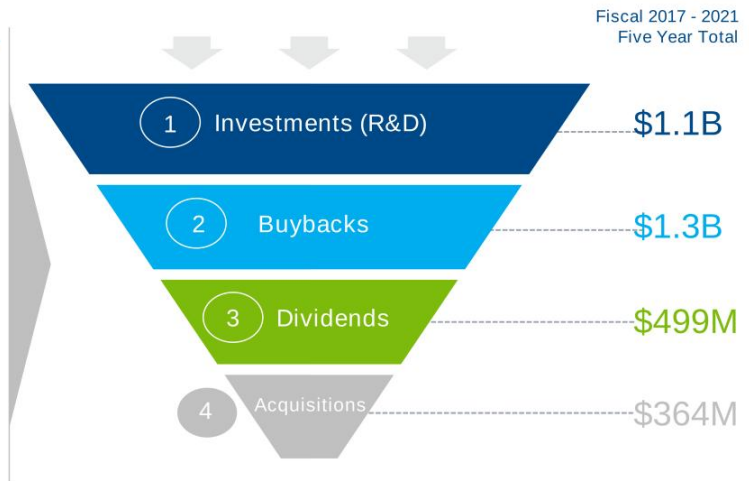 Fiscal 2017 - 2021
Five Year Total
1 Investments (R&D) $1.1B
2 Buybacks $1.3B
3 Dividends $499M
4 Acquisitions $364M